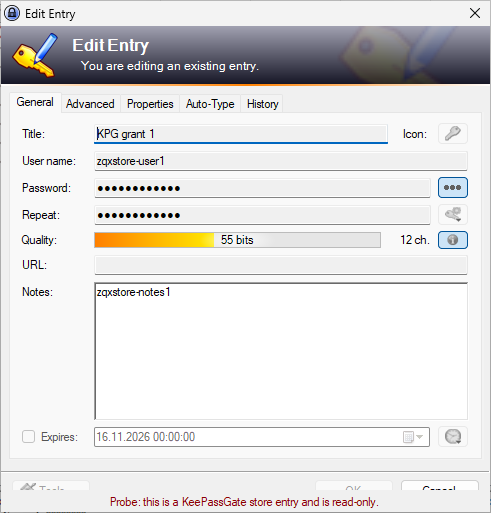 Edit Entry
Edit Entry
You are editing an existing entry.
General Advanced Properties Auto-Type History
Title: KPG grant 1 Icon:
User name: zqxstore-user1
Password: ●●●●●●●●●●●●
Repeat: ●●●●●●●●●●●●
Quality: 55 bits 12 ch.
URL:
Notes: zqxstore-notes1
Expires: 16.11.2026 00:00:00
Tools OK Cancel
Probe: this is a KeePassGate store entry and is read-only.